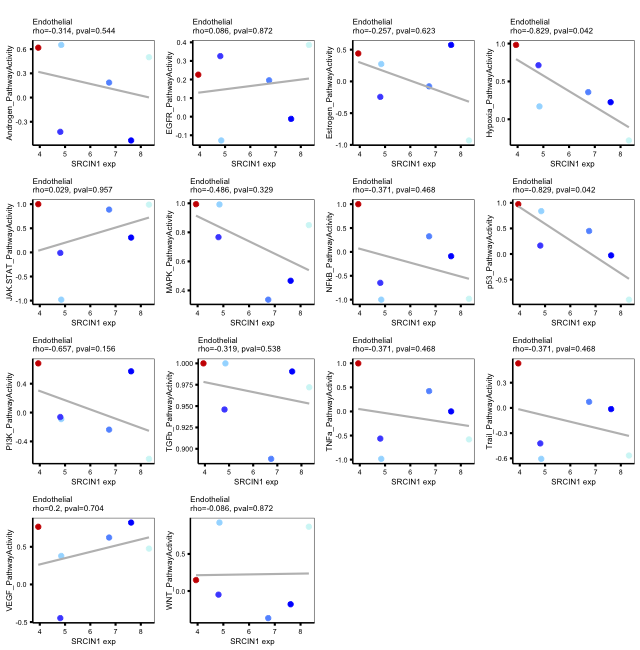 Endothelial
rho=-0.314, pval=0.544
Androgen_PathwayActivity
0.6
0.3
0.0
-0.3
4 5 6 7 8
SRCIN1 exp
Endothelial
rho=0.086, pval=0.872
EGFR_PathwayActivity
0.4
0.3
0.2
0.1
0.0
-0.1
4 5 6 7 8
SRCIN1 exp
Endothelial
rho=-0.257, pval=0.623
Estrogen_PathwayActivity
0.5
0.0
-0.5
-1.0
4 5 6 7 8
SRCIN1 exp
Endothelial
rho=-0.829, pval=0.042
Hypoxia_PathwayActivity
1.0
0.5
0.0
4 5 6 7 8
SRCIN1 exp
Endothelial
rho=0.029, pval=0.957
JAK-STAT_PathwayActivity
1.0
0.5
0.0
-0.5
-1.0
4 5 6 7 8
SRCIN1 exp
Endothelial
rho=-0.486, pval=0.329
MAPK_PathwayActivity
1.0
0.8
0.6
0.4
4 5 6 7 8
SRCIN1 exp
Endothelial
rho=-0.371, pval=0.468
NFkB_PathwayActivity
1.0
0.5
0.0
-0.5
-1.0
4 5 6 7 8
SRCIN1 exp
Endothelial
rho=-0.829, pval=0.042
p53_PathwayActivity
1.0
0.5
0.0
-0.5
4 5 6 7 8
SRCIN1 exp
Endothelial
rho=-0.657, pval=0.156
PI3K_PathwayActivity
0.4
0.0
-0.4
4 5 6 7 8
SRCIN1 exp
Endothelial
rho=-0.319, pval=0.538
TGFb_PathwayActivity
1.000
0.975
0.950
0.925
0.900
4 5 6 7 8
SRCIN1 exp
Endothelial
rho=-0.371, pval=0.468
TNFa_PathwayActivity
1.0
0.5
0.0
-0.5
-1.0
4 5 6 7 8
SRCIN1 exp
Endothelial
rho=-0.371, pval=0.468
Trail_PathwayActivity
0.3
0.0
-0.3
-0.6
4 5 6 7 8
SRCIN1 exp
Endothelial
rho=0.2, pval=0.704
VEGF_PathwayActivity
0.5
0.0
-0.5
4 5 6 7 8
SRCIN1 exp
Endothelial
rho=-0.086, pval=0.872
WNT_PathwayActivity
0.5
0.0
4 5 6 7 8
SRCIN1 exp